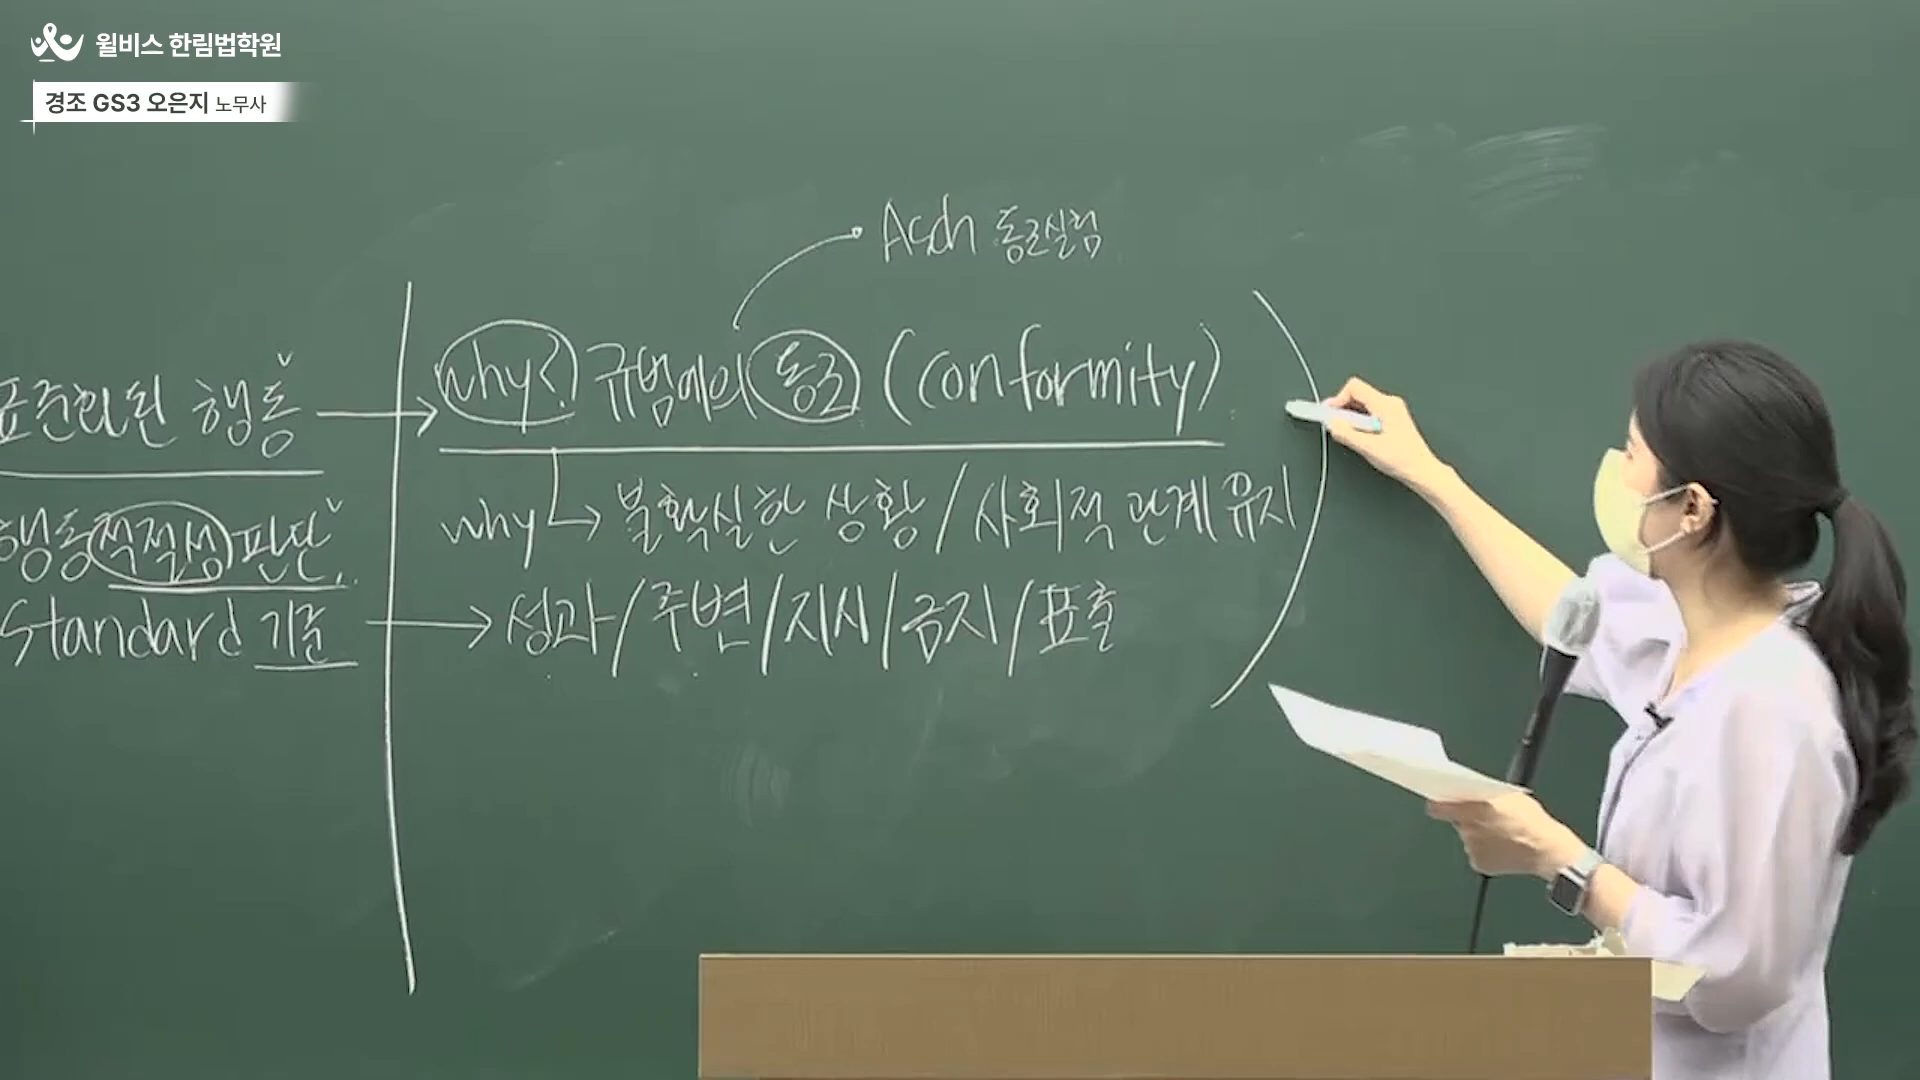 윌비스 한림법학원
경조 GS3 오은지 노무사
Asch 동조실험
표준화된 행동 → why? 규범에의 동조 (conformity)
행동 적절성 판단
why → 불확실한 상황 / 사회적 관계 유지
Standard 기준 → 성과 / 주변 / 지시 / 금지 / 표출